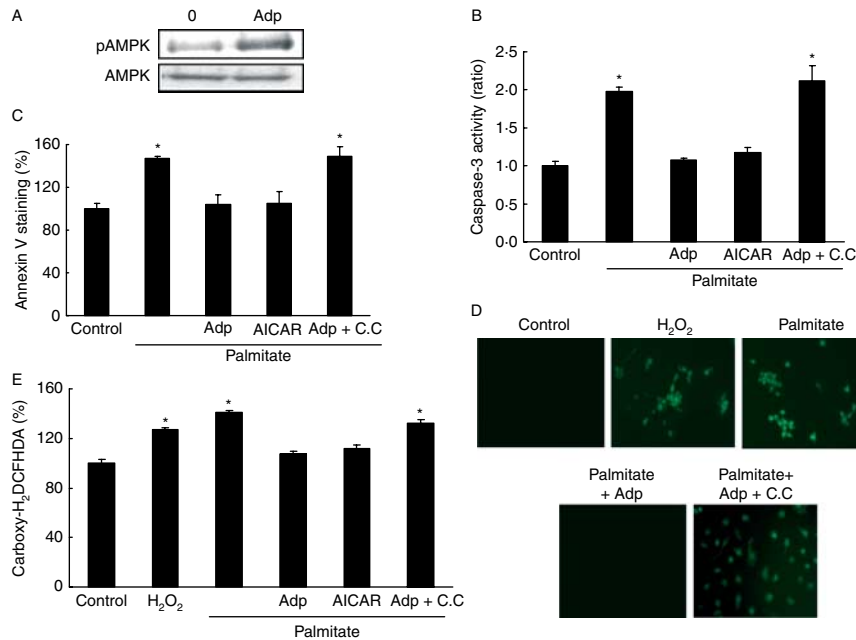 A
0 Adp
pAMPK
AMPK
B
Caspase-3 activity (ratio)
2·5
2·0
1·5
1·0
0·5
0·0
* *
Control Adp AICAR Adp + C.C
Palmitate
C
Annexin V staining (%)
160
120
80
40
0
* *
Control Adp AICAR Adp + C.C
Palmitate
D
Control H₂O₂ Palmitate
Palmitate + Adp
Palmitate+ Adp + C.C
E
Carboxy-H₂DCFHDA (%)
160
120
80
40
0
* * *
Control H₂O₂ Adp AICAR Adp + C.C
Palmitate